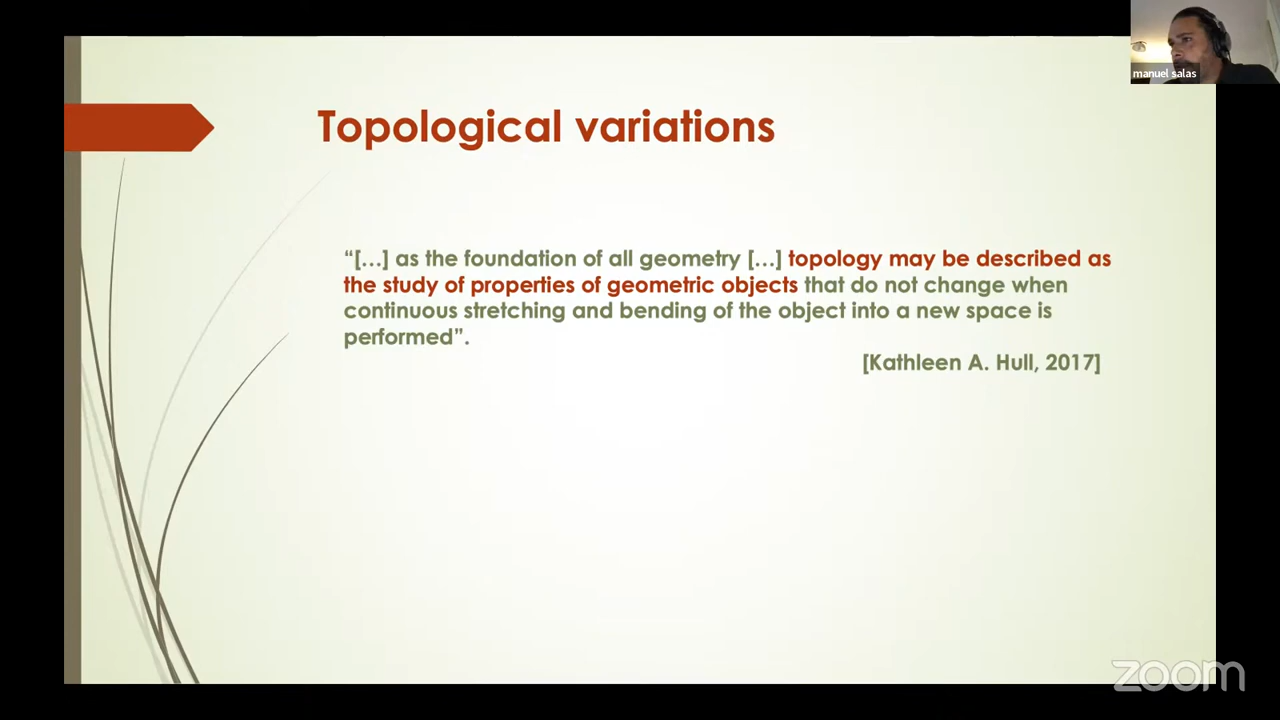 manuel salas
Topological variations
“[…] as the foundation of all geometry […] topology may be described as
the study of properties of geometric objects that do not change when
continuous stretching and bending of the object into a new space is
performed”.
[Kathleen A. Hull, 2017]
zoom